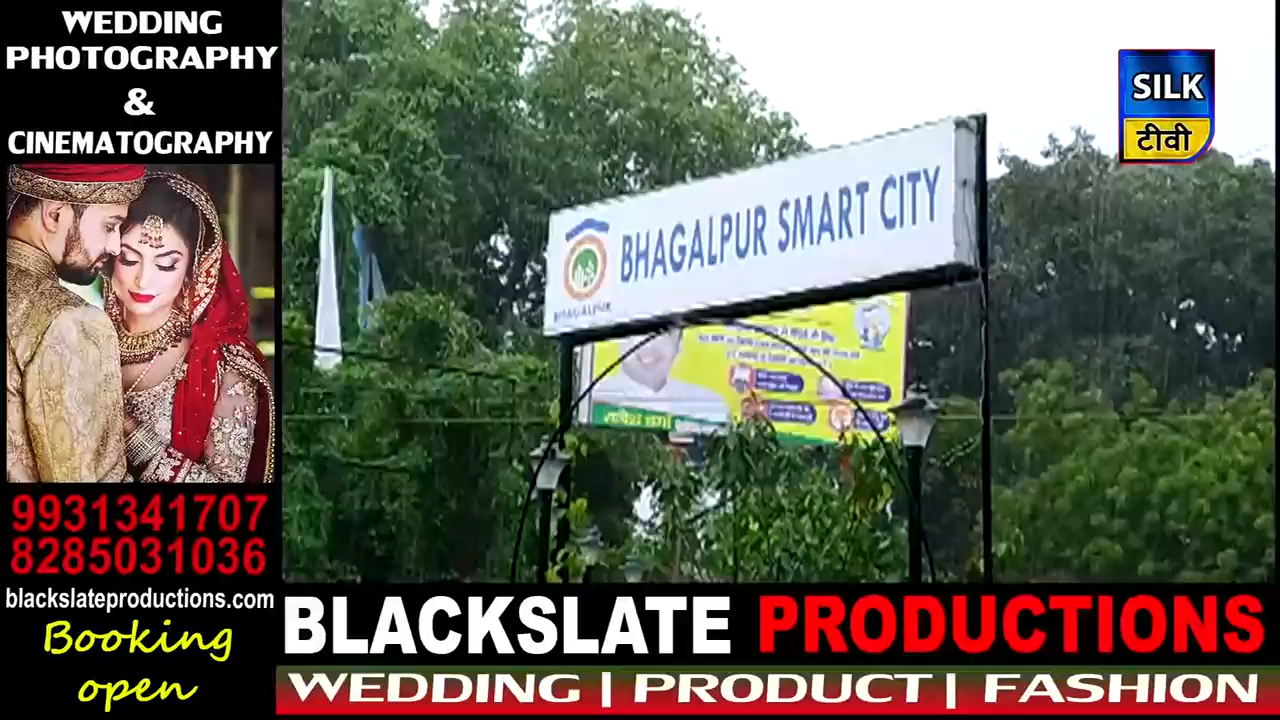 WEDDING
PHOTOGRAPHY
&
CINEMATOGRAPHY
9931341707
8285031036
blackslateproductions.com
Booking
open
SILK
टीवी
BHAGALPUR SMART CITY
BHAGALPUR
BLACKSLATE PRODUCTIONS
WEDDING | PRODUCT | FASHION